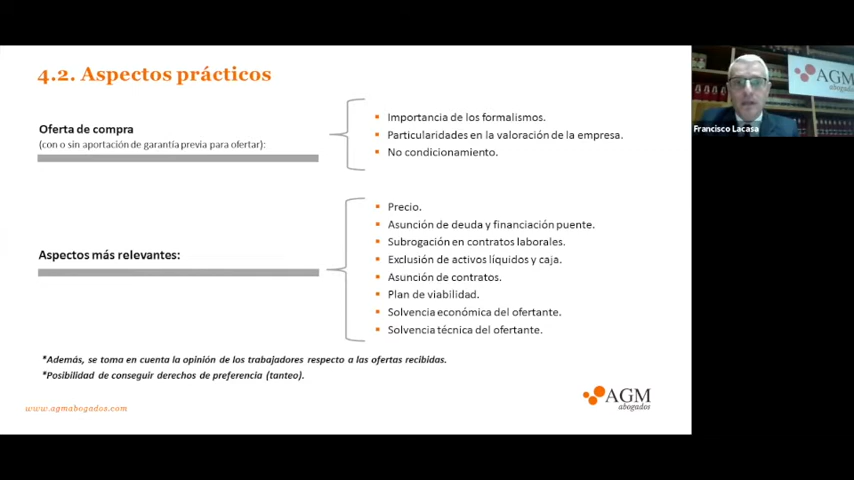 4.2. Aspectos prácticos
Oferta de compra
(con o sin aportación de garantía previa para ofertar):
Importancia de los formalismos.
Particularidades en la valoración de la empresa.
No condicionamiento.
Aspectos más relevantes:
Precio.
Asunción de deuda y financiación puente.
Subrogación en contratos laborales.
Exclusión de activos líquidos y caja.
Asunción de contratos.
Plan de viabilidad.
Solvencia económica del ofertante.
Solvencia técnica del ofertante.
*Además, se toma en cuenta la opinión de los trabajadores respecto a las ofertas recibidas.
*Posibilidad de conseguir derechos de preferencia (tanteo).
www.agmabogados.com
AGM
abogados
AGM
abogados
Francisco Lacasa